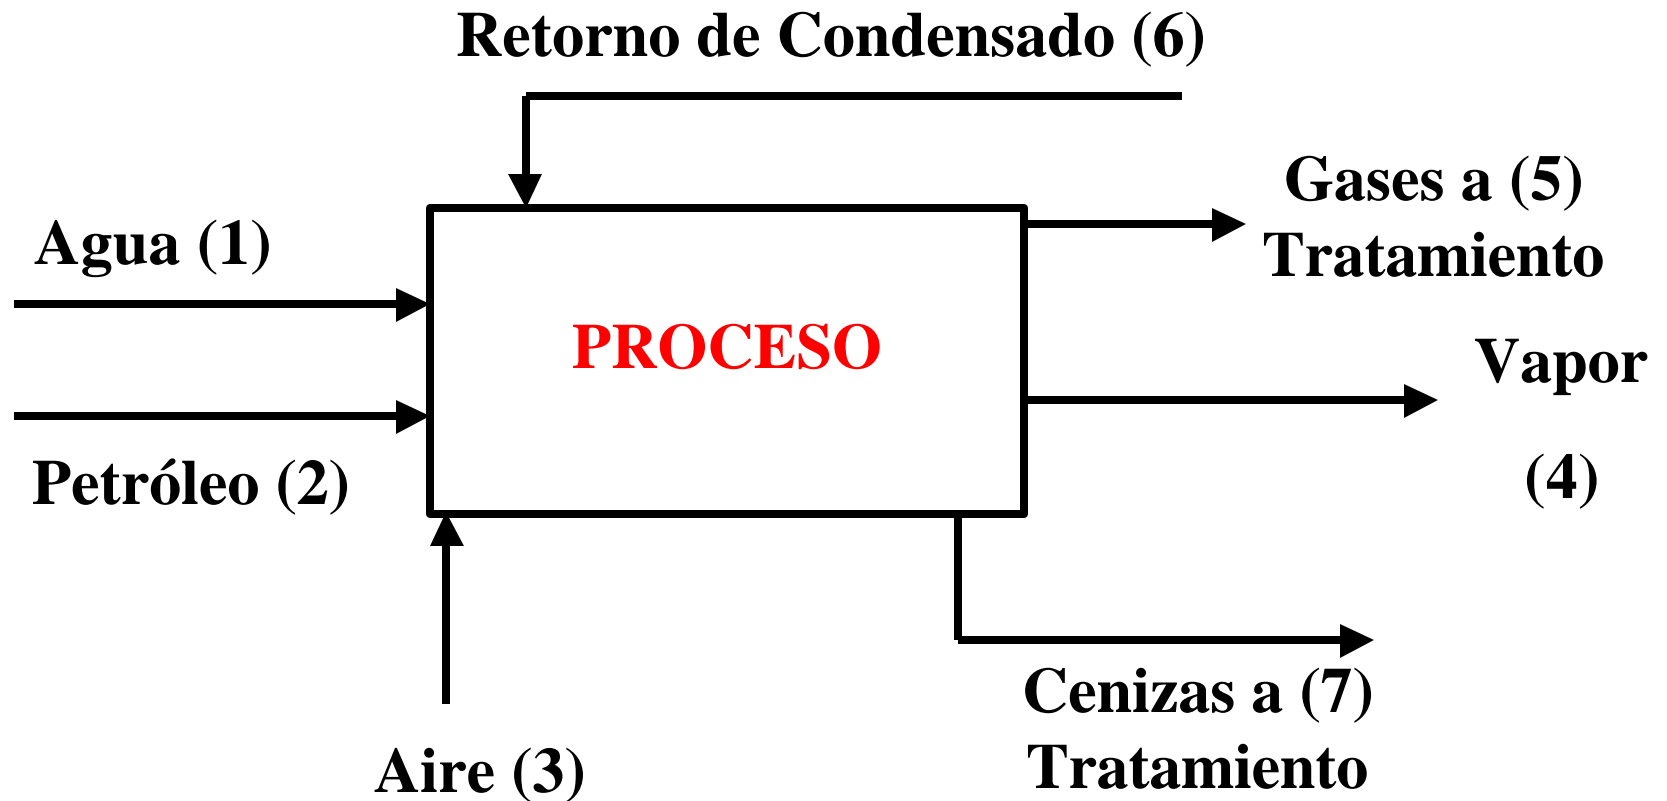 Retorno de Condensado (6)
Gases a (5)
Tratamiento
Agua (1)
PROCESO
Vapor
(4)
Petróleo (2)
Cenizas a (7)
Tratamiento
Aire (3)